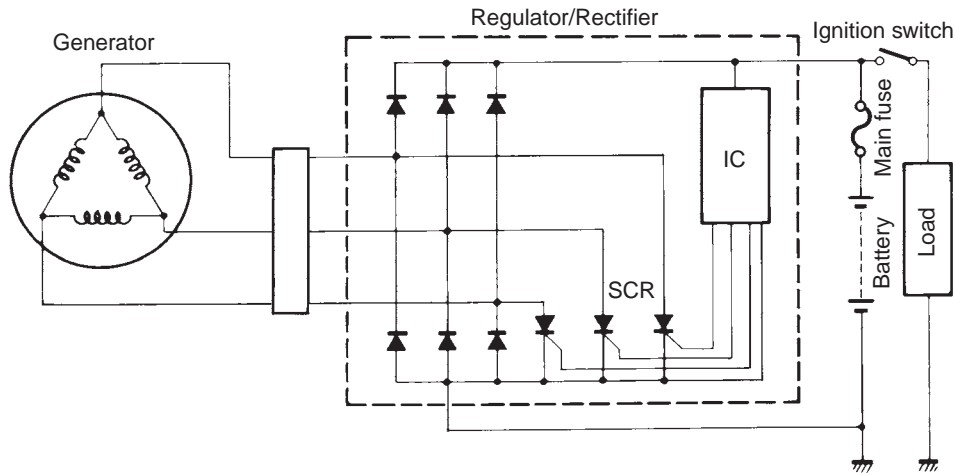 Regulator/Rectifier
Generator
Ignition switch
IC
Main fuse
Battery
Load
SCR